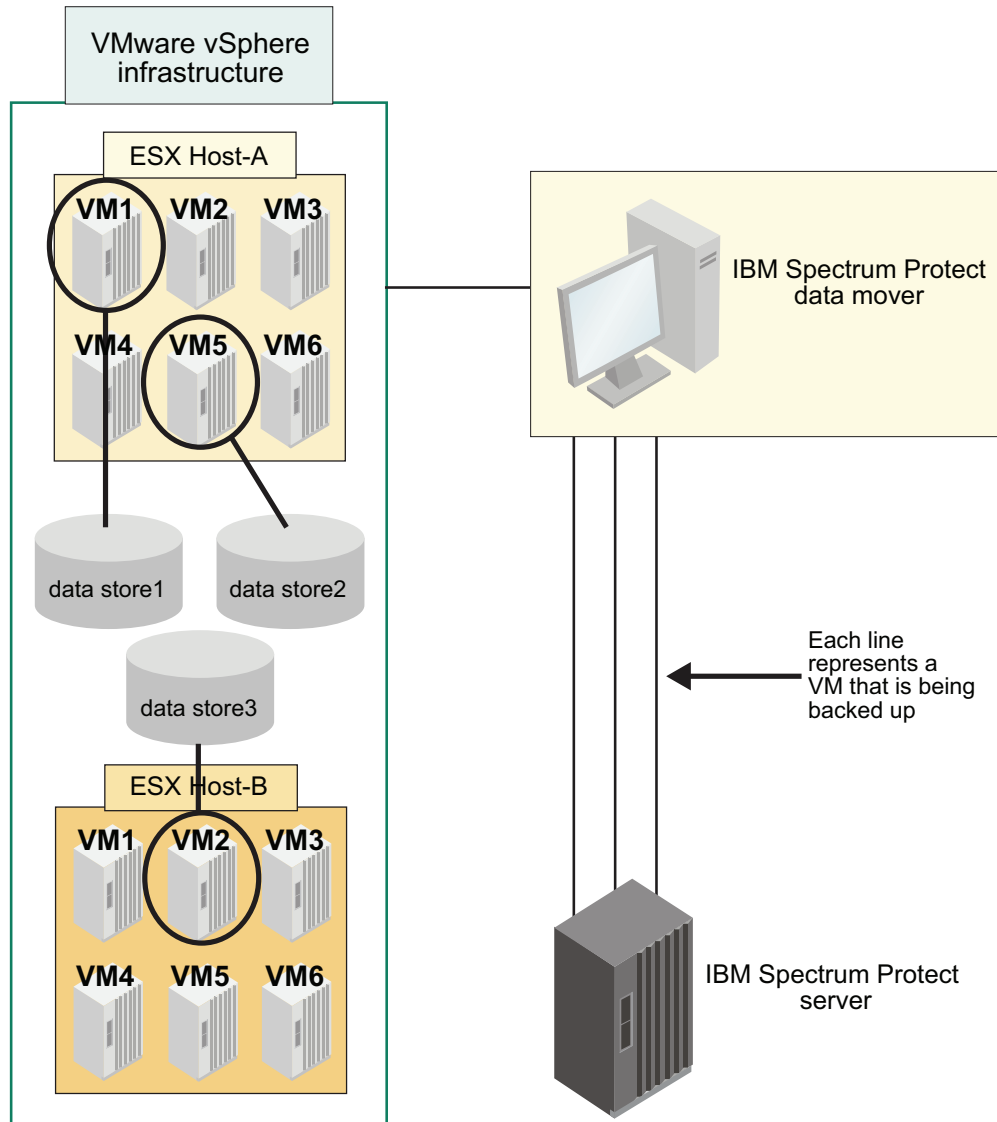 VMware vSphere
infrastructure
ESX Host-A
VM1 VM2 VM3
VM4 VM5 VM6
data store1 data store2
data store3
ESX Host-B
VM1 VM2 VM3
VM4 VM5 VM6
IBM Spectrum Protect
data mover
Each line
represents a
VM that is being
backed up
IBM Spectrum Protect
server